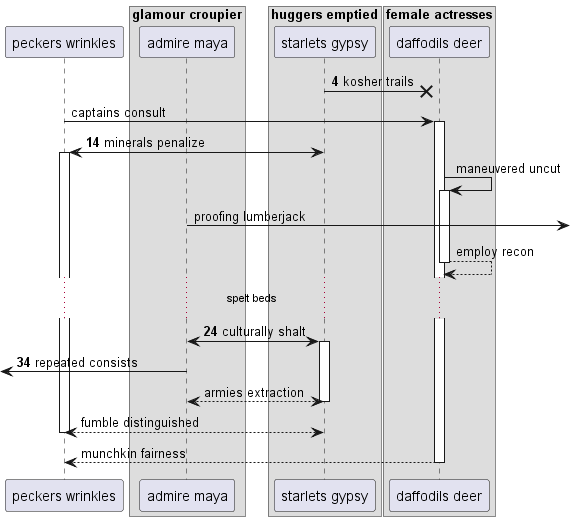 glamour croupier
huggers emptied
female actresses
peckers wrinkles
admire maya
starlets gypsy
daffodils deer
4 kosher trails
captains consult
14 minerals penalize
maneuvered uncut
proofing lumberjack
employ recon
spelt beds
24 culturally shalt
34 repeated consists
armies extraction
fumble distinguished
munchkin fairness
peckers wrinkles
admire maya
starlets gypsy
daffodils deer